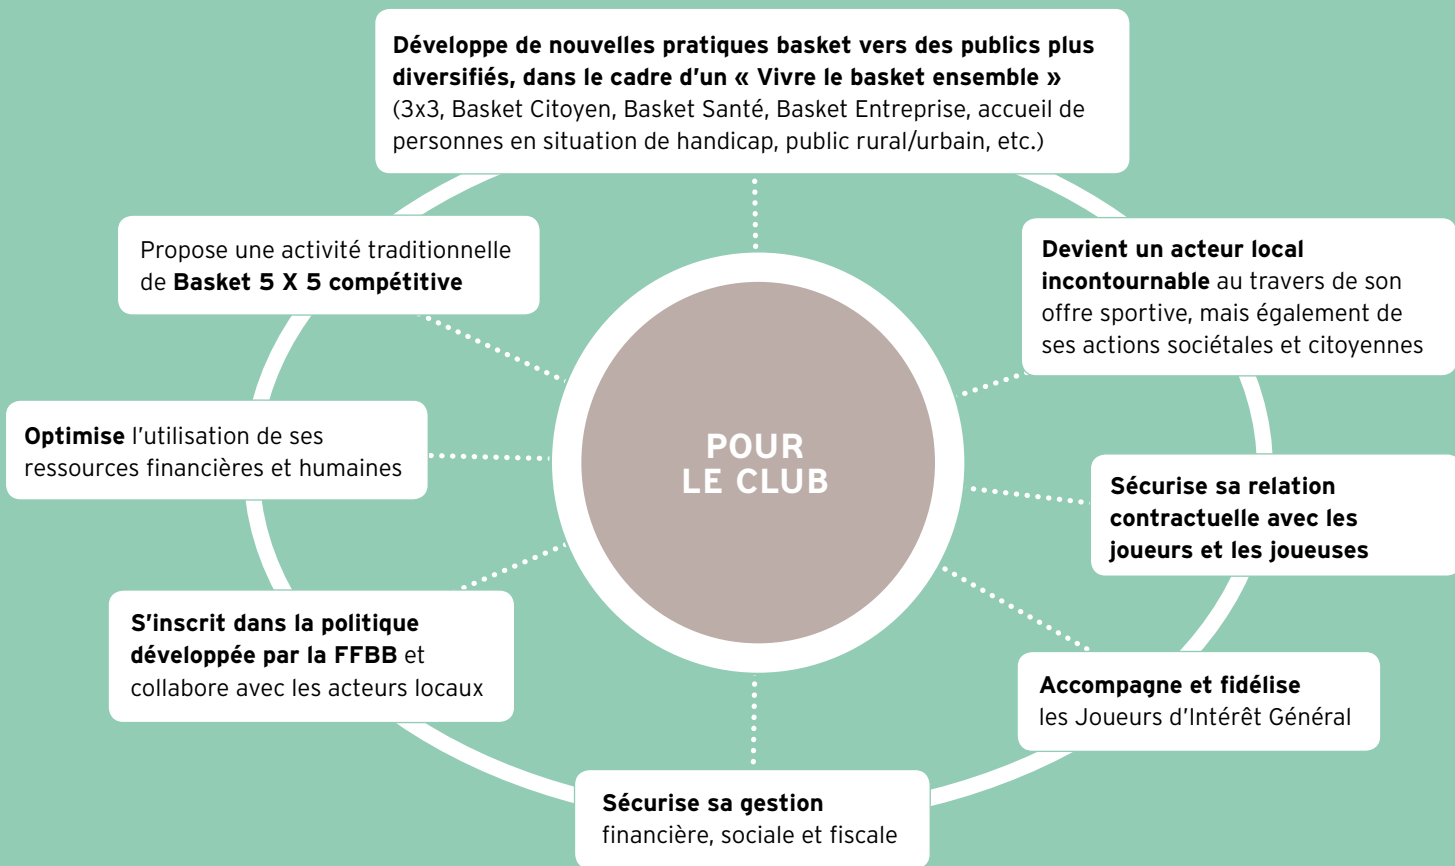 Développe de nouvelles pratiques basket vers des publics plus
diversifiés, dans le cadre d'un « Vivre le basket ensemble »
(3x3, Basket Citoyen, Basket Santé, Basket Entreprise, accueil de
personnes en situation de handicap, public rural/urbain, etc.)
Propose une activité traditionnelle
de Basket 5 X 5 compétitive
Devient un acteur local
incontournable au travers de son
offre sportive, mais également de
ses actions sociétales et citoyennes
Optimise l'utilisation de ses
ressources financières et humaines
POUR
LE CLUB
Sécurise sa relation
contractuelle avec les
joueurs et les joueuses
S'inscrit dans la politique
développée par la FFBB et
collabore avec les acteurs locaux
Accompagne et fidélise
les Joueurs d'Intérêt Général
Sécurise sa gestion
financière, sociale et fiscale